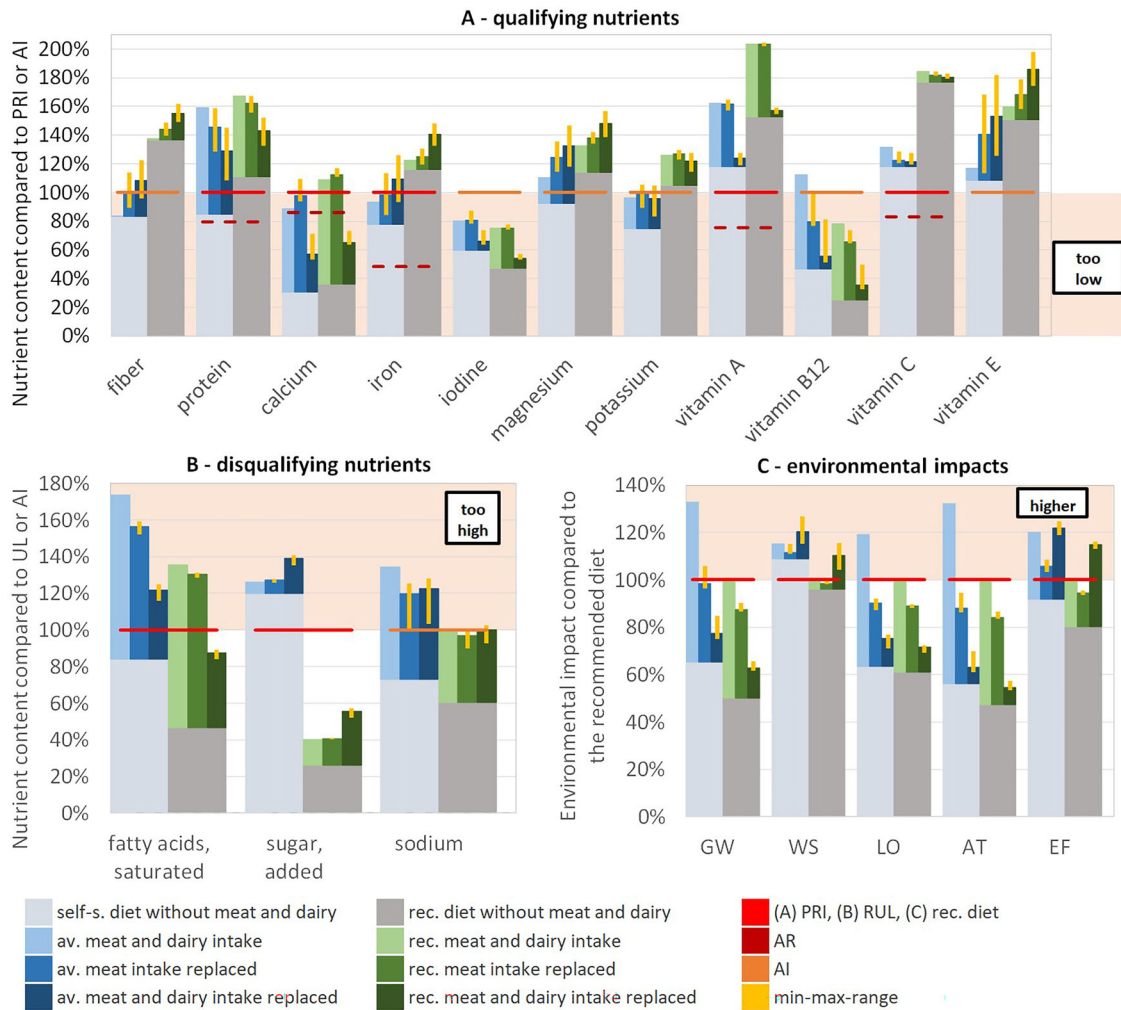 A - qualifying nutrients
Nutrient content compared to PRI or AI
200%
180%
160%
140%
120%
100%
80%
60%
40%
20%
0%
too
low
fiber
protein
calcium
iron
iodine
magnesium
potassium
vitamin A
vitamin B12
vitamin C
vitamin E
B - disqualifying nutrients
Nutrient content compared to UL or AI
180%
160%
140%
120%
100%
80%
60%
40%
20%
0%
too
high
fatty acids,
saturated
sugar,
added
sodium
C - environmental impacts
Environmental impact compared to
the recommended diet
140%
120%
100%
80%
60%
40%
20%
0%
higher
GW
WS
LO
AT
EF
self-s. diet without meat and dairy
av. meat and dairy intake
av. meat intake replaced
av. meat and dairy intake replaced
rec. diet without meat and dairy
rec. meat and dairy intake
rec. meat intake replaced
rec. meat and dairy intake replaced
(A) PRI, (B) RUL, (C) rec. diet
AR
AI
min-max-range